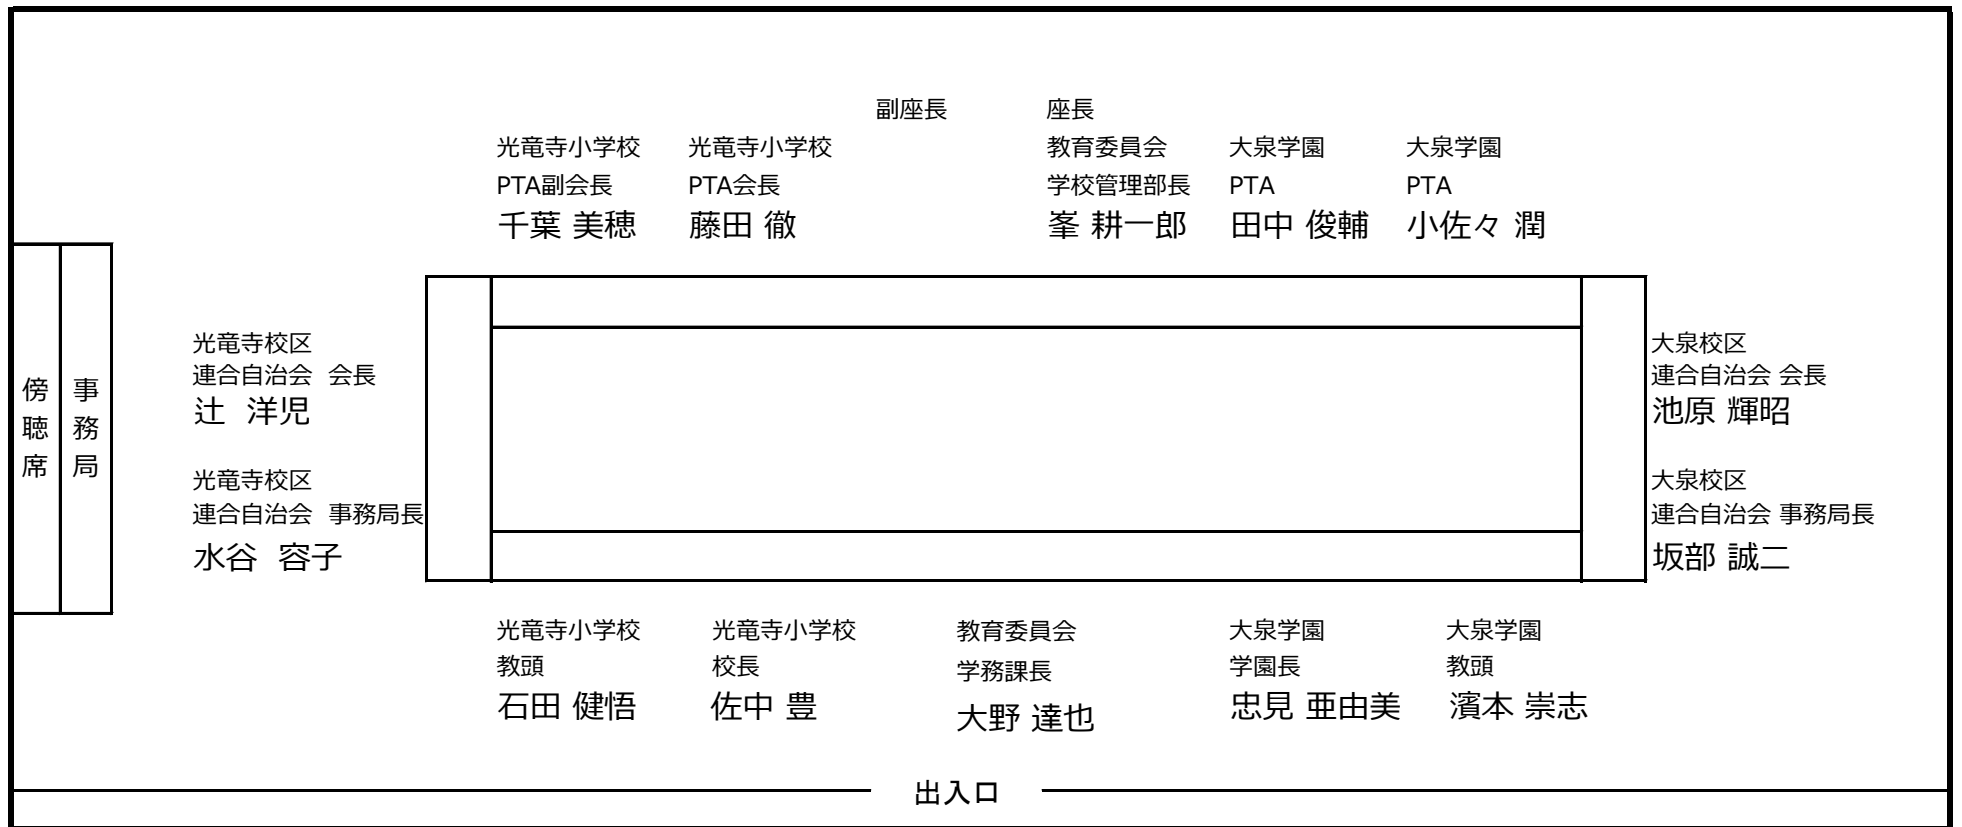 副座長
座長
光竜寺小学校
PTA副会長
千葉 美穂
光竜寺小学校
PTA会長
藤田 徹
教育委員会
学校管理部長
峯 耕一郎
大泉学園
PTA
田中 俊輔
大泉学園
PTA
小佐々 潤
傍聴席
事務局
光竜寺校区
連合自治会 会長
辻 洋児
光竜寺校区
連合自治会 事務局長
水谷 容子
大泉校区
連合自治会 会長
池原 輝昭
大泉校区
連合自治会 事務局長
坂部 誠二
光竜寺小学校
教頭
石田 健悟
光竜寺小学校
校長
佐中 豊
教育委員会
学務課長
大野 達也
大泉学園
学園長
忠見 亜由美
大泉学園
教頭
濱本 崇志
出入口